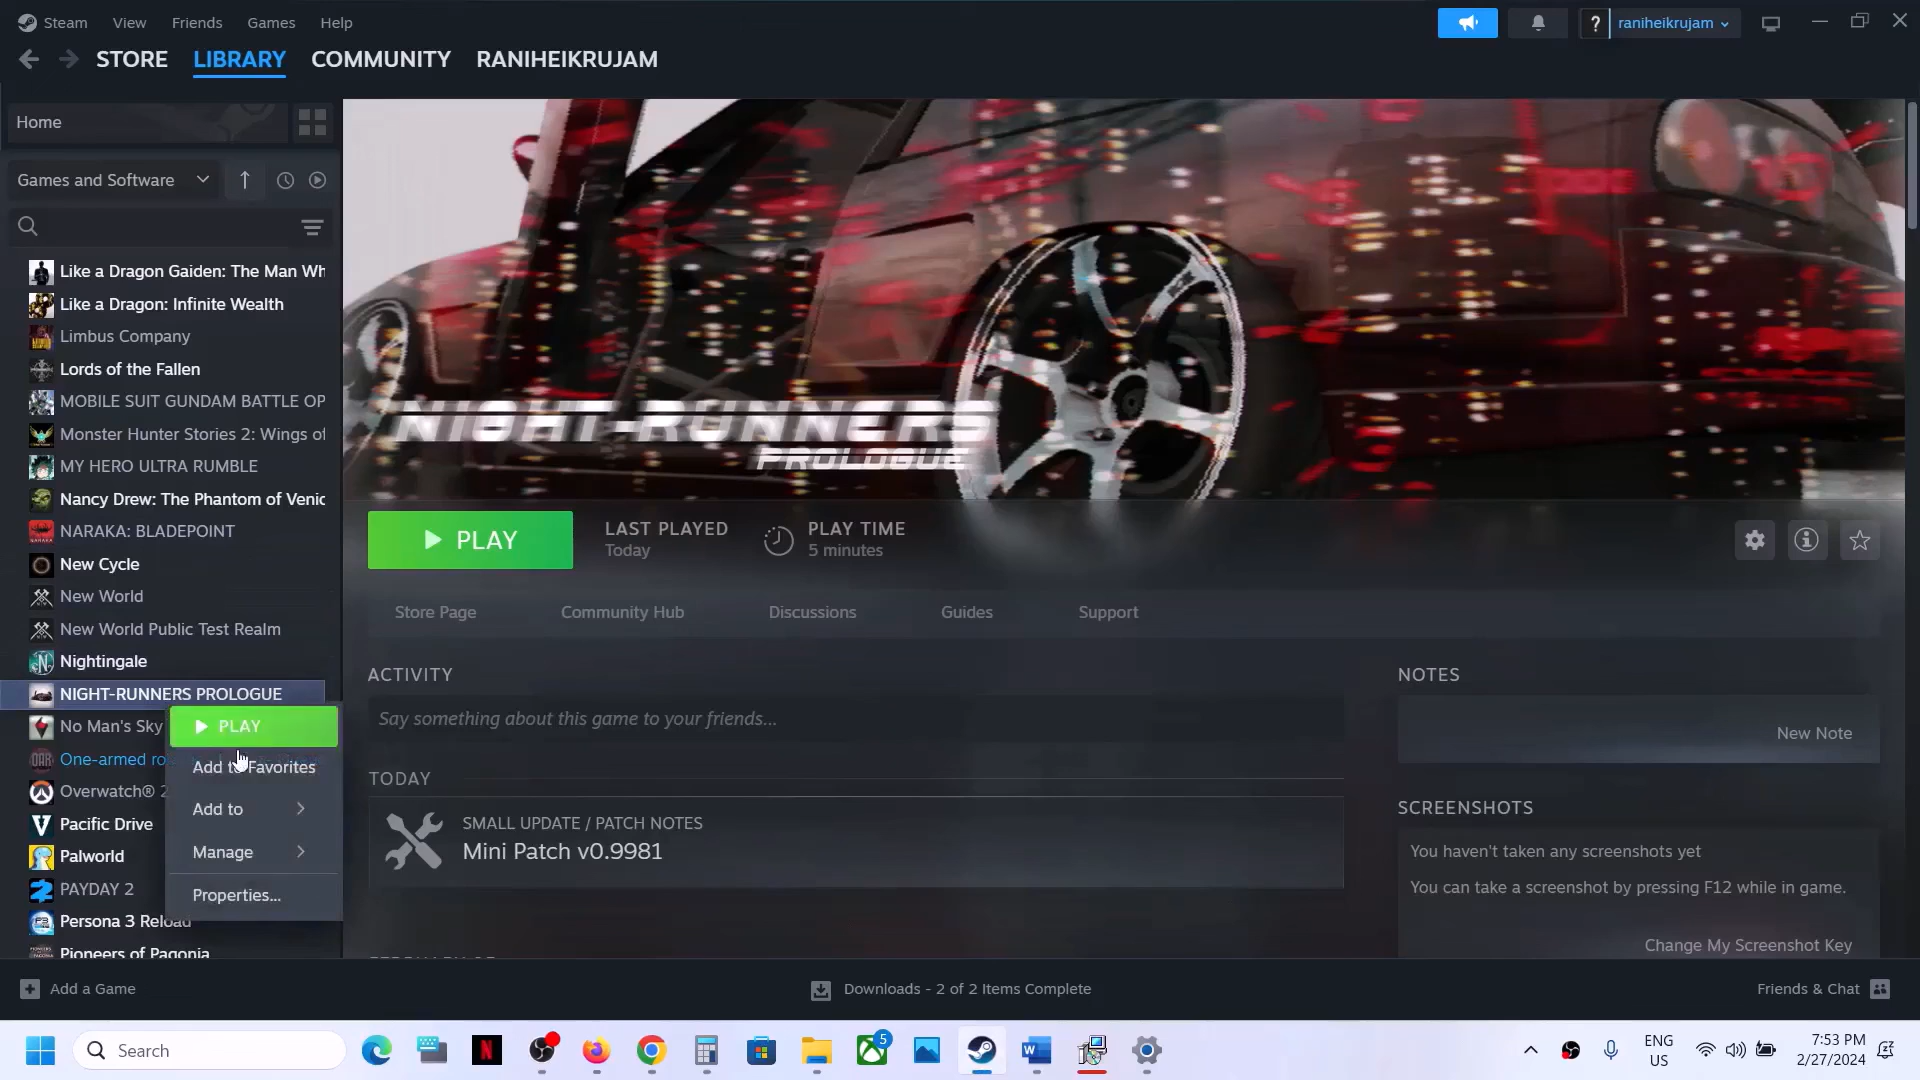 Steam View Friends Games Help
? raniheikrujam
STORE LIBRARY COMMUNITY RANIHEIKRUJAM
Home
Games and Software
Like a Dragon Gaiden: The Man Wh
Like a Dragon: Infinite Wealth
Limbus Company
Lords of the Fallen
MOBILE SUIT GUNDAM BATTLE OP
Monster Hunter Stories 2: Wings of
MY HERO ULTRA RUMBLE
Nancy Drew: The Phantom of Venic
NARAKA: BLADEPOINT
New Cycle
New World
New World Public Test Realm
Nightingale
NIGHT-RUNNERS PROLOGUE
No Man's Sky
One-armed ro
Overwatch® 2
Pacific Drive
Palworld
PAYDAY 2
Persona 3 Reload
Pioneers of Pagonia
PLAY
Add to Favorites
Add to
Manage
Properties...
NIGHT-RUNNERS
PROLOGUE
PLAY
LAST PLAYED
Today
PLAY TIME
5 minutes
Store Page Community Hub Discussions Guides Support
ACTIVITY
Say something about this game to your friends...
TODAY
SMALL UPDATE / PATCH NOTES
Mini Patch v0.9981
NOTES
New Note
SCREENSHOTS
You haven't taken any screenshots yet
You can take a screenshot by pressing F12 while in game.
Change My Screenshot Key
Add a Game
Downloads - 2 of 2 Items Complete
Friends & Chat
Search
5
ENG
US
7:53 PM
2/27/2024